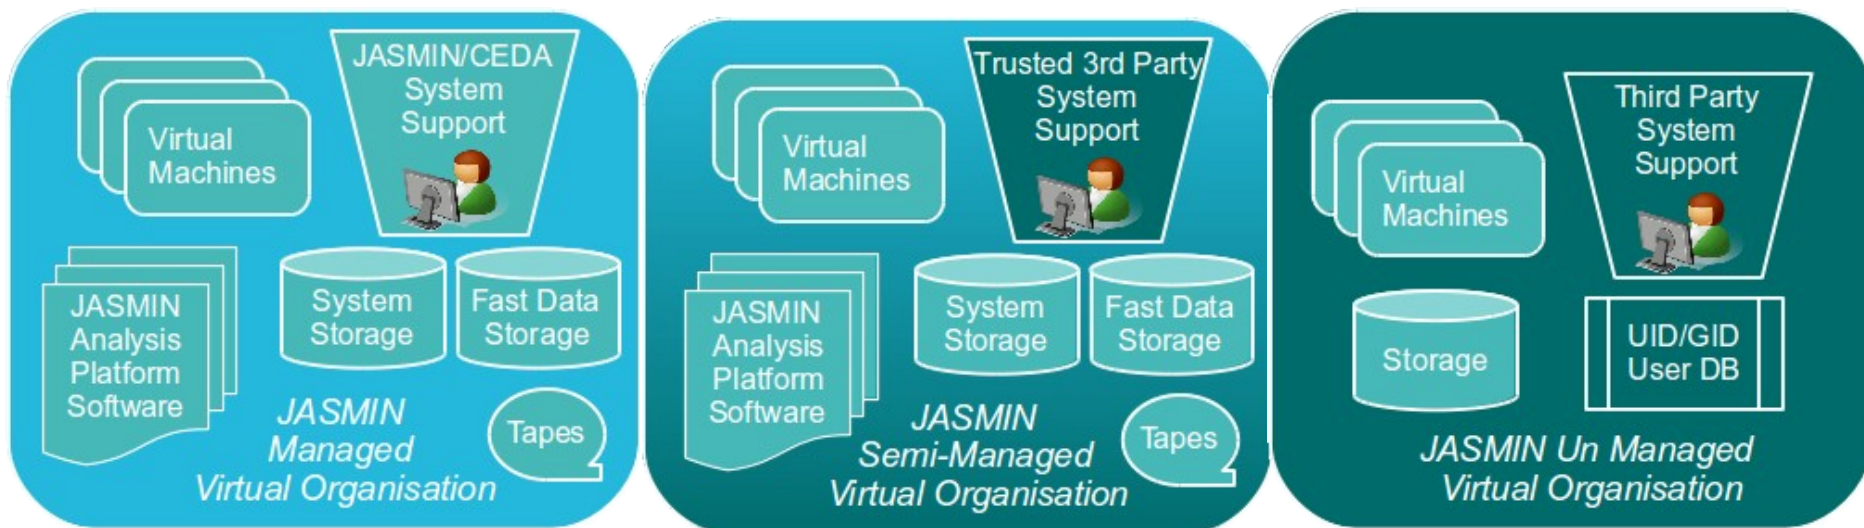 Virtual
Machines
JASMIN/CEDA
System
Support
JASMIN
Analysis
Platform
Software
System
Storage
Fast Data
Storage
Tapes
JASMIN
Managed
Virtual Organisation
Virtual
Machines
Trusted 3rd Party
System
Support
JASMIN
Analysis
Platform
Software
System
Storage
Fast Data
Storage
Tapes
JASMIN
Semi-Managed
Virtual Organisation
Virtual
Machines
Third Party
System
Support
Storage
UID/GID
User DB
JASMIN Un Managed
Virtual Organisation